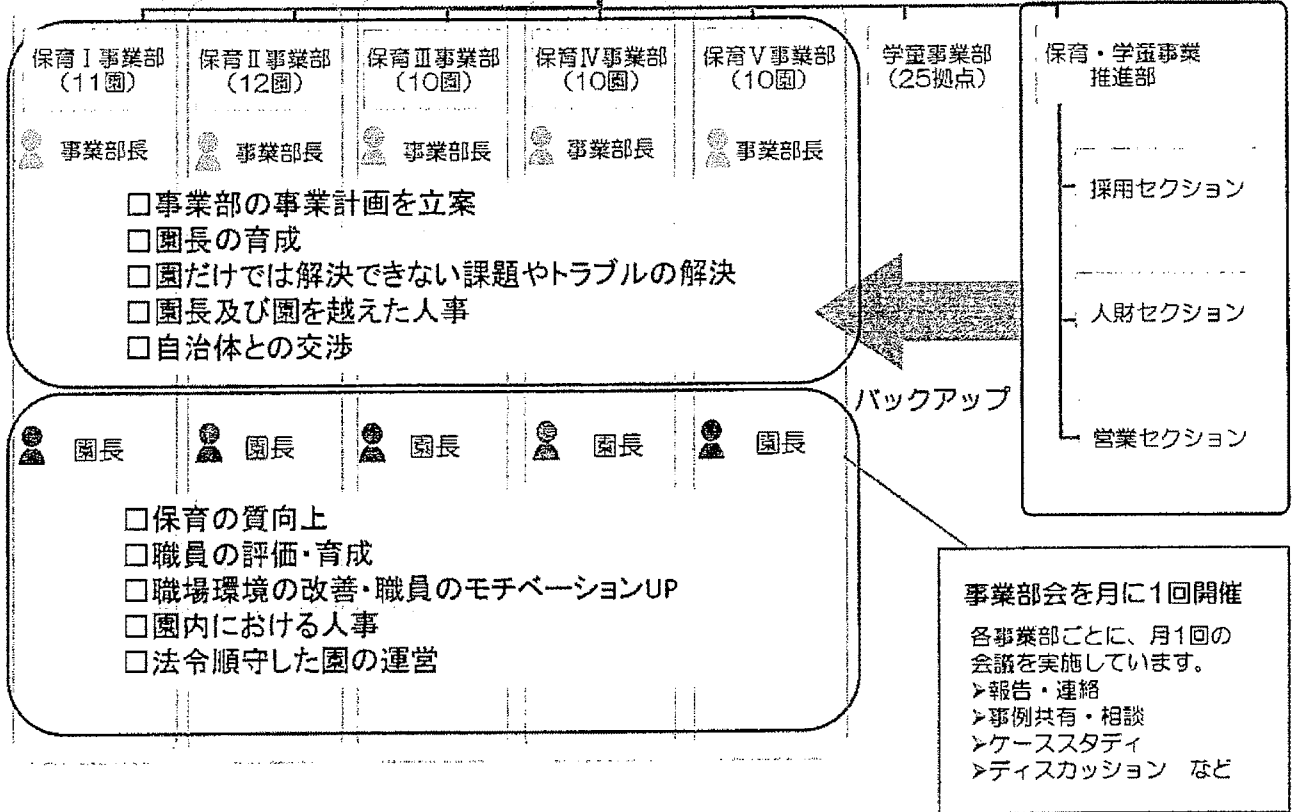 保育Ⅰ事業部
(11園)
保育Ⅱ事業部
(12園)
保育Ⅲ事業部
(10園)
保育Ⅳ事業部
(10園)
保育Ⅴ事業部
(10園)
学童事業部
(25拠点)
保育・学童事業
推進部
事業部長
事業部長
事業部長
事業部長
事業部長
□事業部の事業計画を立案
□園長の育成
□園だけでは解決できない課題やトラブルの解決
□園長及び園を越えた人事
□自治体との交渉
採用セクション
人財セクション
営業セクション
バックアップ
園長
園長
園長
園長
園長
□保育の質向上
□職員の評価・育成
□職場環境の改善・職員のモチベーションUP
□園内における人事
□法令順守した園の運営
事業部会を月に1回開催
各事業部ごとに、月1回の
会議を実施しています。
➢報告・連絡
➢事例共有・相談
➢ケーススタディ
➢ディスカッション など